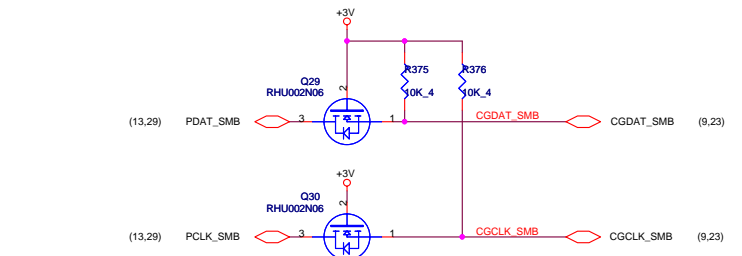 +3V
R375
R376
Q29
RHU002N06
2
10K_4
10K_4
(13,29)
PDAT_SMB
3
1
CGDAT_SMB
CGDAT_SMB
(9,23)
+3V
Q30
RHU002N06
2
(13,29)
PCLK_SMB
3
1
CGCLK_SMB
CGCLK_SMB
(9,23)